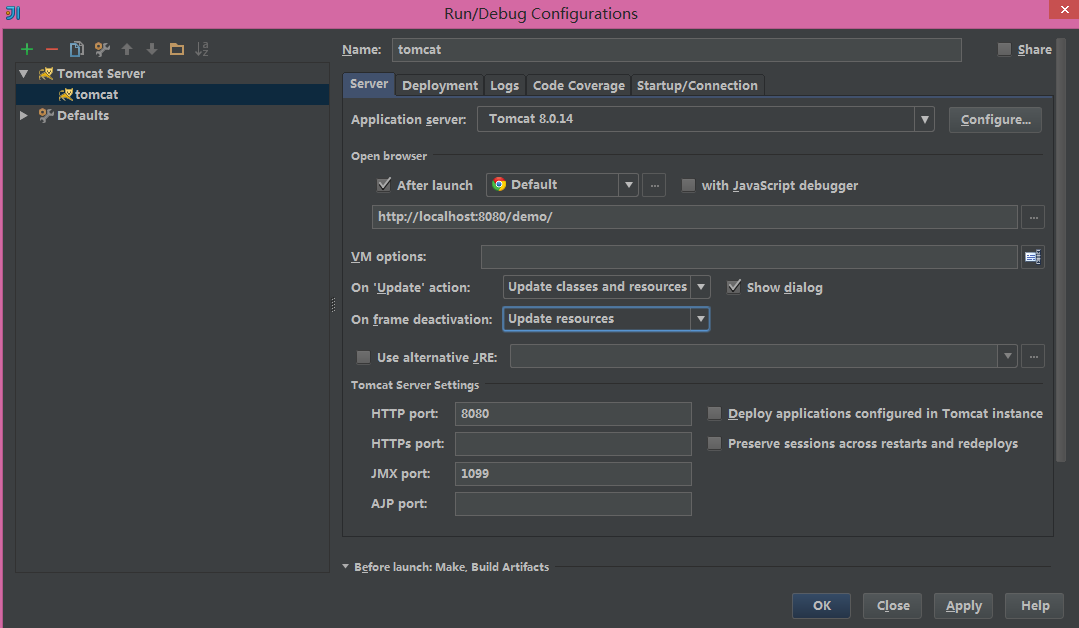 Run/Debug Configurations
Name: tomcat Share
Tomcat Server
tomcat
Defaults
Server Deployment Logs Code Coverage Startup/Connection
Application server: Tomcat 8.0.14 Configure...
Open browser
After launch Default ... with JavaScript debugger
http://localhost:8080/demo/ ...
VM options:
On 'Update' action: Update classes and resources Show dialog
On frame deactivation: Update resources
Use alternative JRE: ...
Tomcat Server Settings
HTTP port: 8080 Deploy applications configured in Tomcat instance
HTTPs port: Preserve sessions across restarts and redeploys
JMX port: 1099
AJP port:
Before launch: Make, Build Artifacts
OK Close Apply Help